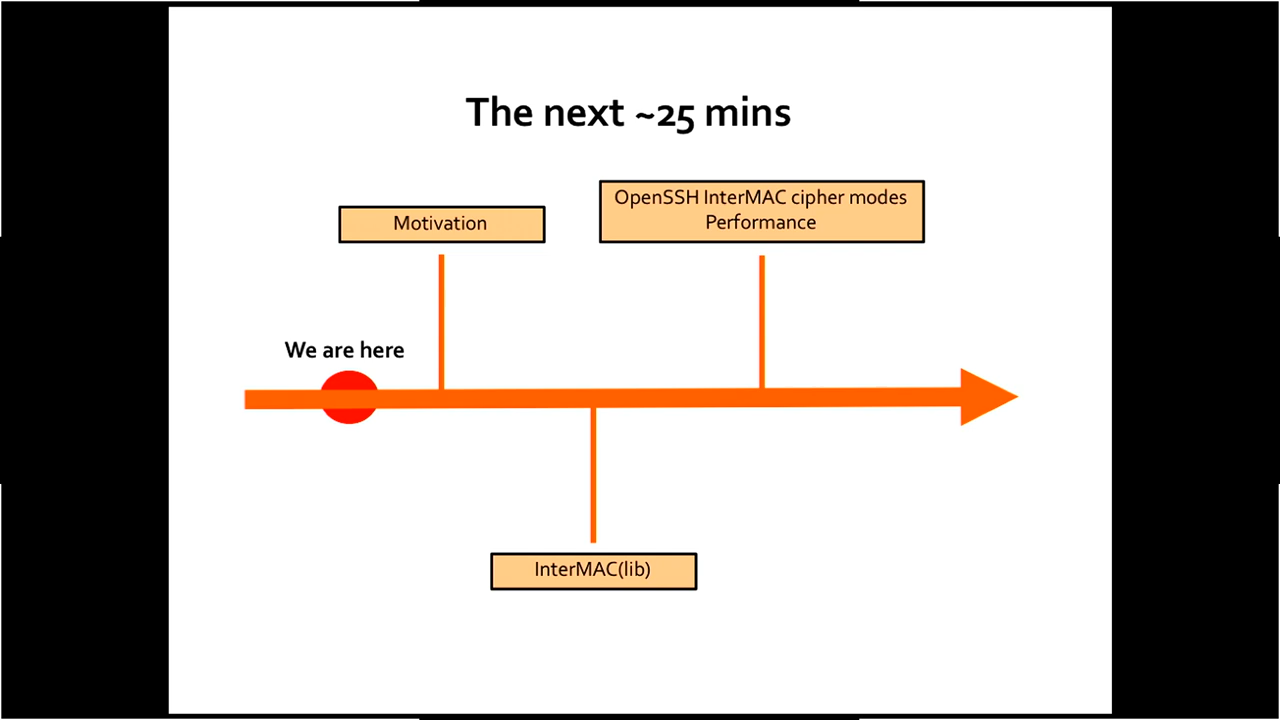 The next ~25 mins
Motivation
OpenSSH InterMAC cipher modes
Performance
We are here
InterMAC(lib)